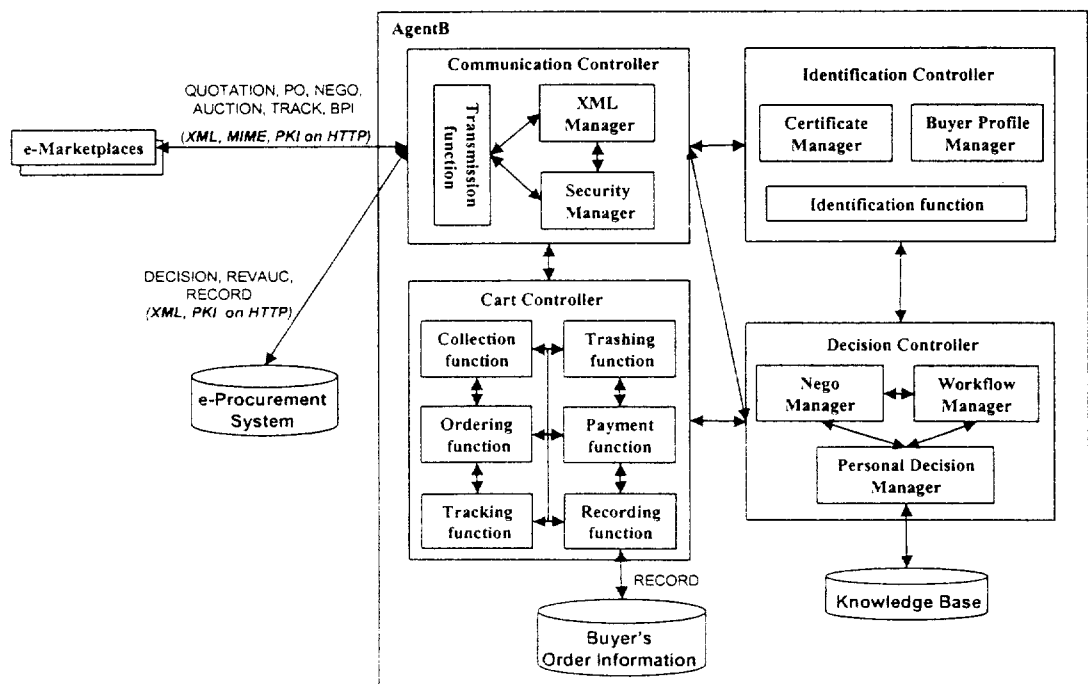 AgentB
Communication Controller
Transmission
function
XML
Manager
Security
Manager
Identification Controller
Certificate
Manager
Buyer Profile
Manager
Identification function
QUOTATION, PO, NEGO,
AUCTION, TRACK, BPI
(XML, MIME, PKI on HTTP)
e-Marketplaces
DECISION, REVAUC,
RECORD
(XML, PKI on HTTP)
e-Procurement
System
Cart Controller
Collection
function
Trashing
function
Ordering
function
Payment
function
Tracking
function
Recording
function
RECORD
Buyer's
Order Information
Decision Controller
Nego
Manager
Workflow
Manager
Personal Decision
Manager
Knowledge Base